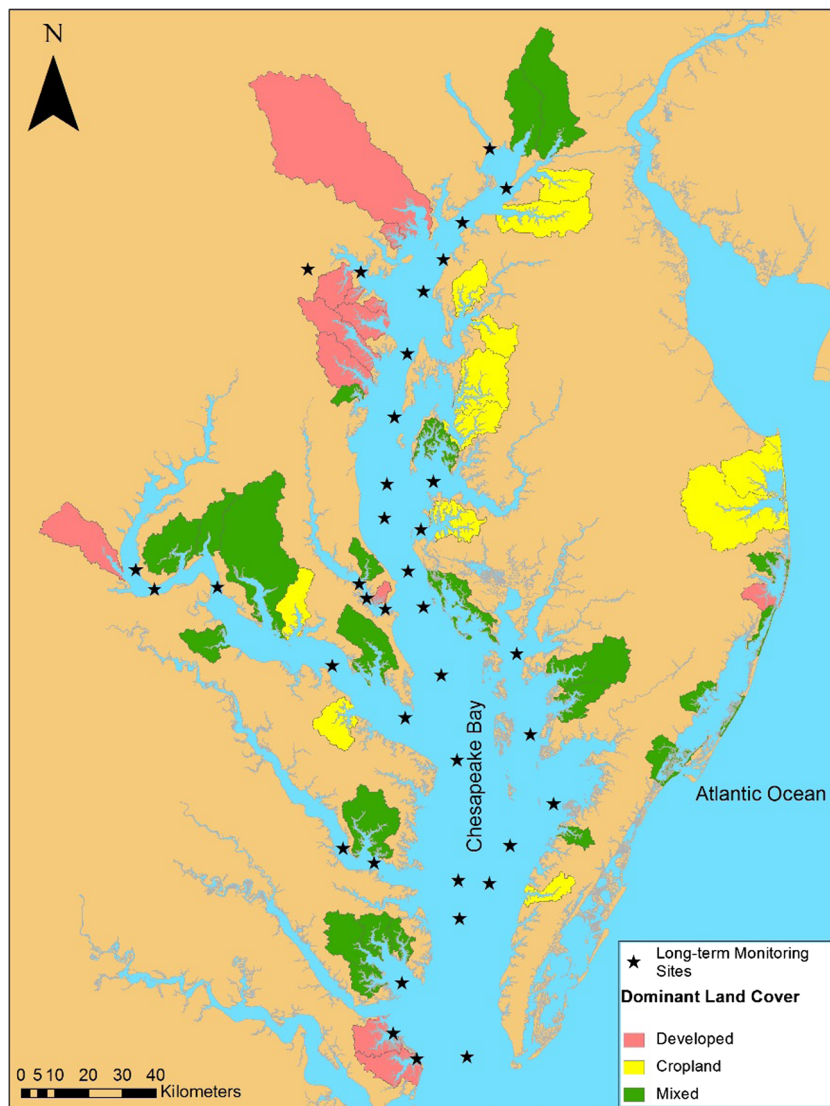 N
Chesapeake Bay
Atlantic Ocean
Long-term Monitoring
Sites
Dominant Land Cover
Developed
Cropland
Mixed
0 5 10 20 30 40
Kilometers